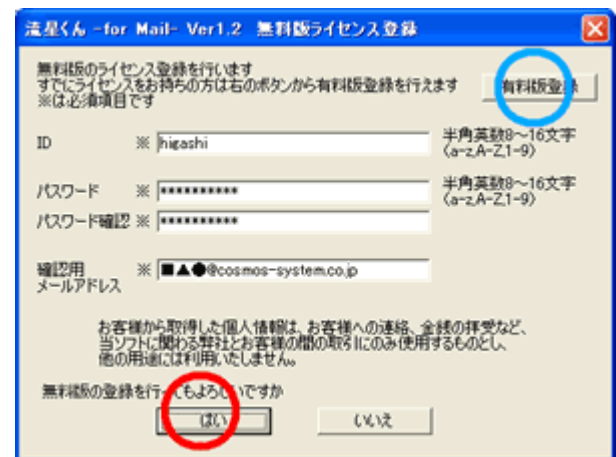 流星くん -for Mail- Ver1.2 無料版ライセンス登録
無料版のライセンス登録を行います
すでにライセンスをお持ちの方は右のボタンから有料版登録を行えます
※は必須項目です
有料版登録
ID ※ higashi
半角英数8～16文字
(a-z,A-Z,1-9)
パスワード ※ **********
半角英数8～16文字
(a-z,A-Z,1-9)
パスワード確認 ※ **********
確認用
メールアドレス
※ ■▲●@cosmos-system.co.jp
お客様から取得した個人情報は、お客様への連絡、金銭の拝受など、
当ソフトに関わる弊社とお客様の間の取引にのみ使用するものとし、
他の用途には利用いたしません。
無料版の登録を行ってもよろしいですか
はい
いいえ